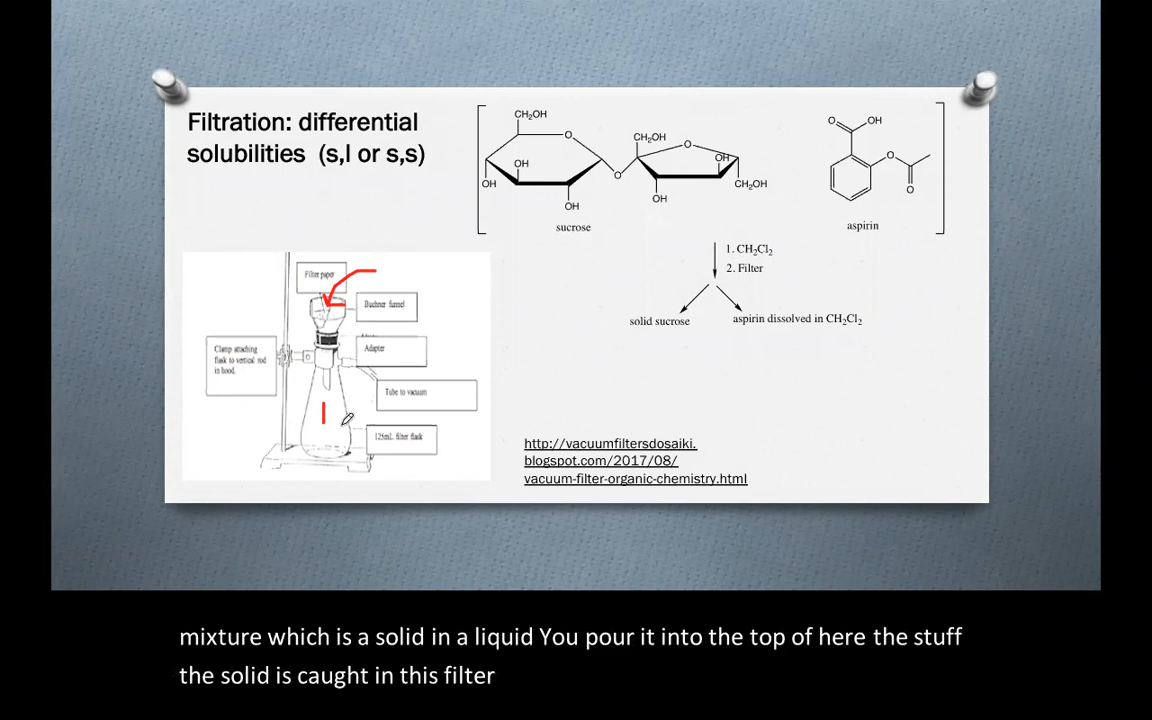 Filtration: differential
solubilities (s,l or s,s)
CH₂OH
O
OH
OH
OH
O
CH₂OH
O
OH
OH
CH₂OH
sucrose
O
OH
O
O
aspirin
1. CH₂Cl₂
2. Filter
solid sucrose
aspirin dissolved in CH₂Cl₂
Filter paper
Buchner funnel
Adapter
Clamp attaching
flask to vertical rod
in hood.
Tube to vacuum
125mL filter flask
http://vacuumfiltersdosaiki.
blogspot.com/2017/08/
vacuum-filter-organic-chemistry.html
mixture which is a solid in a liquid You pour it into the top of here the stuff
the solid is caught in this filter